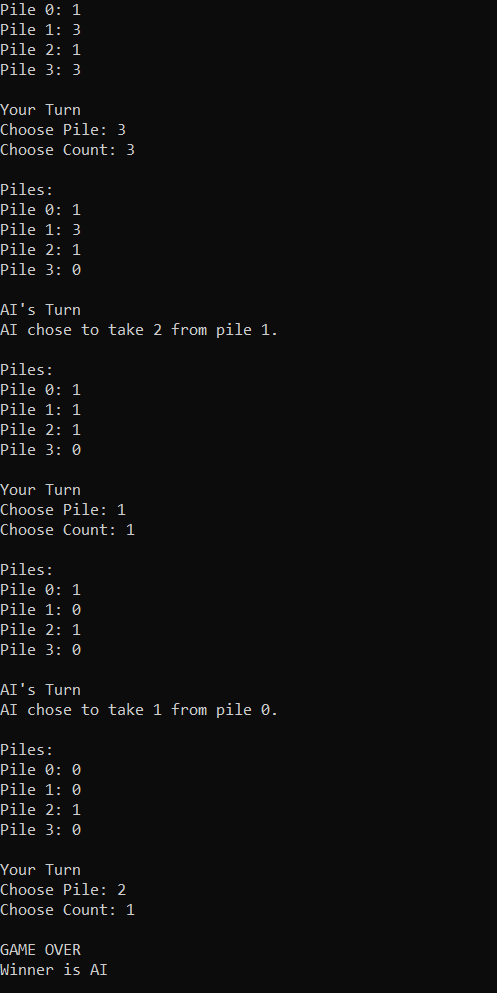 Pile 0: 1
Pile 1: 3
Pile 2: 1
Pile 3: 3
Your Turn
Choose Pile: 3
Choose Count: 3
Piles:
Pile 0: 1
Pile 1: 3
Pile 2: 1
Pile 3: 0
AI's Turn
AI chose to take 2 from pile 1.
Piles:
Pile 0: 1
Pile 1: 1
Pile 2: 1
Pile 3: 0
Your Turn
Choose Pile: 1
Choose Count: 1
Piles:
Pile 0: 1
Pile 1: 0
Pile 2: 1
Pile 3: 0
AI's Turn
AI chose to take 1 from pile 0.
Piles:
Pile 0: 0
Pile 1: 0
Pile 2: 1
Pile 3: 0
Your Turn
Choose Pile: 2
Choose Count: 1
GAME OVER
Winner is AI